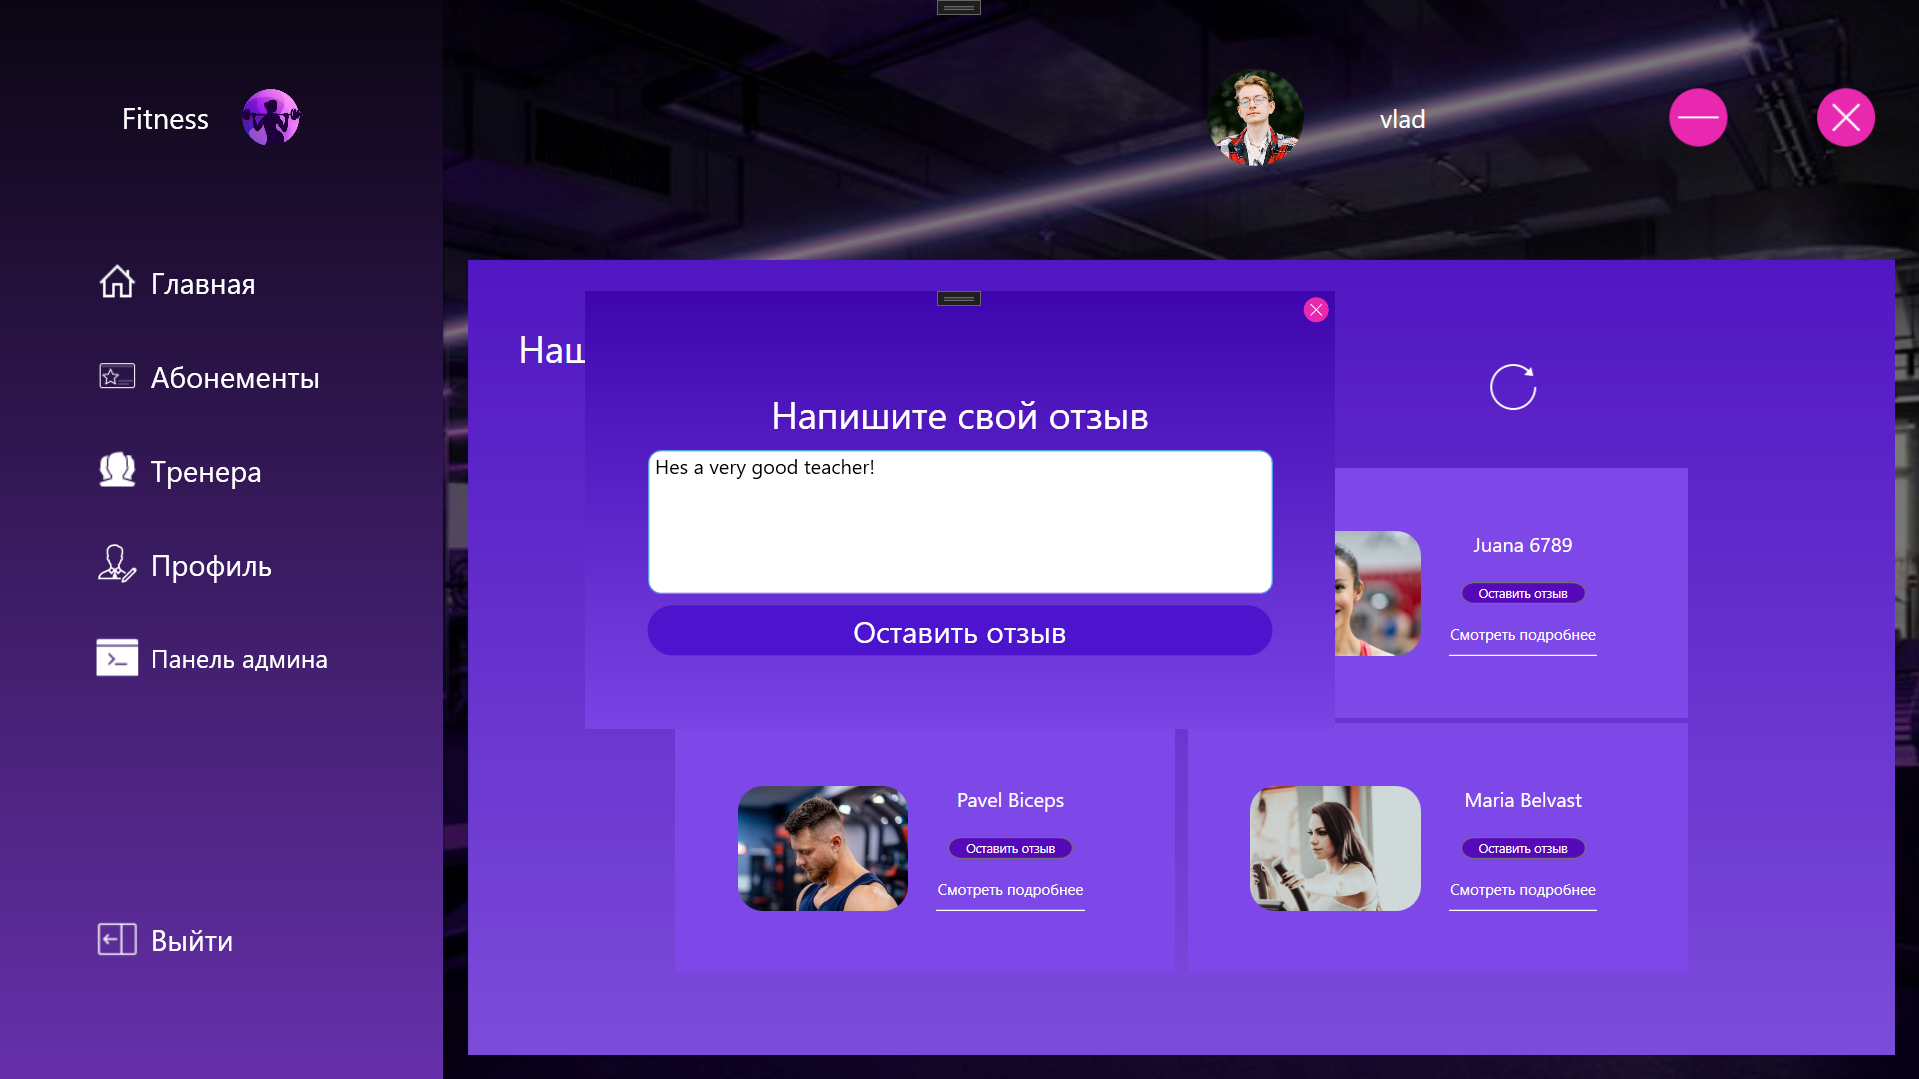 Fitness
vlad
Главная
Абонементы
Тренера
Профиль
Панель админа
Выйти
Наш
Напишите свой отзыв
Hes a very good teacher!
Оставить отзыв
Juana 6789
Оставить отзыв
Смотреть подробнее
Pavel Biceps
Оставить отзыв
Смотреть подробнее
Maria Belvast
Оставить отзыв
Смотреть подробнее